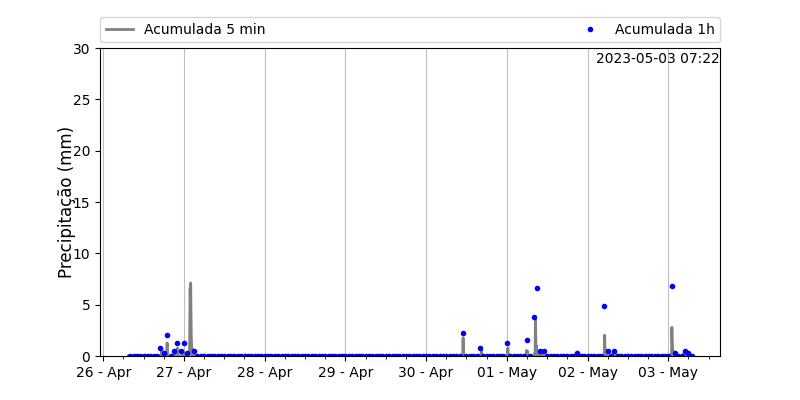 Acumulada 5 min
Acumulada 1h
2023-05-03 07:22
Precipitação (mm)
30
25
20
15
10
5
0
26 - Apr
27 - Apr
28 - Apr
29 - Apr
30 - Apr
01 - May
02 - May
03 - May